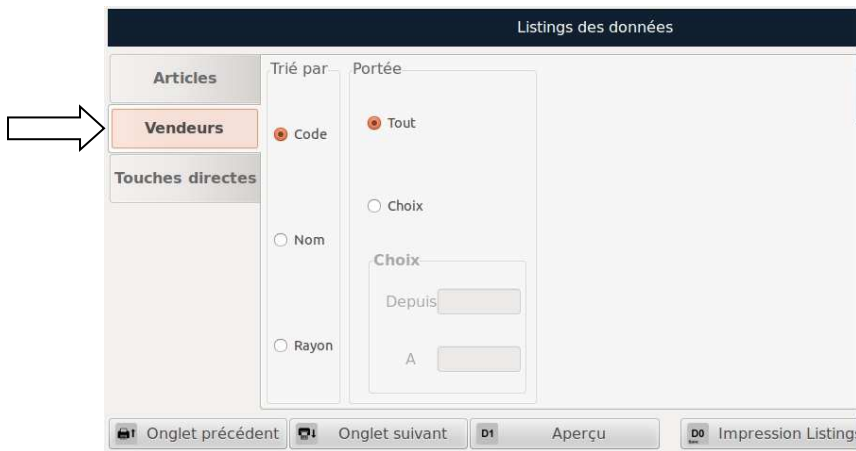 Listings des données
Articles
Vendeurs
Touches directes
Trié par
Code
Nom
Rayon
Portée
Tout
Choix
Choix
Depuis
A
Onglet précédent
Onglet suivant
D1 Aperçu
D0 Impression Listings